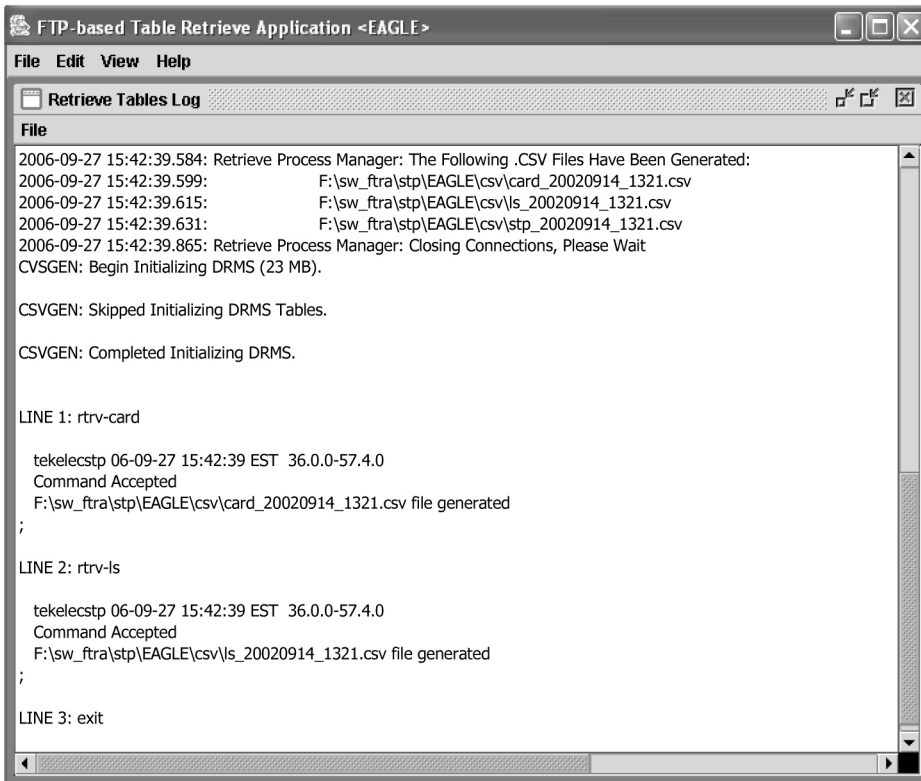 FTP-based Table Retrieve Application <EAGLE>
File Edit View Help
Retrieve Tables Log
File
2006-09-27 15:42:39.584: Retrieve Process Manager: The Following .CSV Files Have Been Generated:
2006-09-27 15:42:39.599: F:\sw_ftra\stp\EAGLE\csv\card_20020914_1321.csv
2006-09-27 15:42:39.615: F:\sw_ftra\stp\EAGLE\csv\ls_20020914_1321.csv
2006-09-27 15:42:39.631: F:\sw_ftra\stp\EAGLE\csv\stp_20020914_1321.csv
2006-09-27 15:42:39.865: Retrieve Process Manager: Closing Connections, Please Wait
CVSGEN: Begin Initializing DRMS (23 MB).
CSVGEN: Skipped Initializing DRMS Tables.
CSVGEN: Completed Initializing DRMS.
LINE 1: rtrv-card
tekelecstp 06-09-27 15:42:39 EST 36.0.0-57.4.0
Command Accepted
F:\sw_ftra\stp\EAGLE\csv\card_20020914_1321.csv file generated
;
LINE 2: rtrv-ls
tekelecstp 06-09-27 15:42:39 EST 36.0.0-57.4.0
Command Accepted
F:\sw_ftra\stp\EAGLE\csv\ls_20020914_1321.csv file generated
;
LINE 3: exit